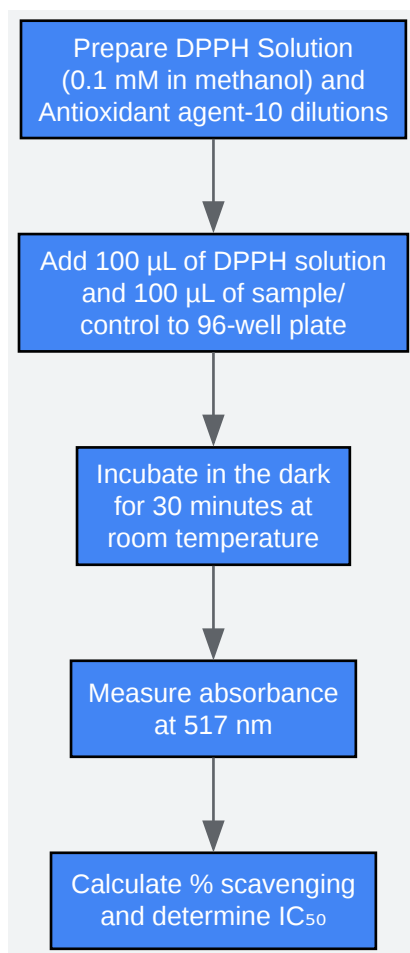 Prepare DPPH Solution
(0.1 mM in methanol) and
Antioxidant agent-10 dilutions
Add 100 µL of DPPH solution
and 100 µL of sample/
control to 96-well plate
Incubate in the dark
for 30 minutes at
room temperature
Measure absorbance
at 517 nm
Calculate % scavenging
and determine IC₅₀